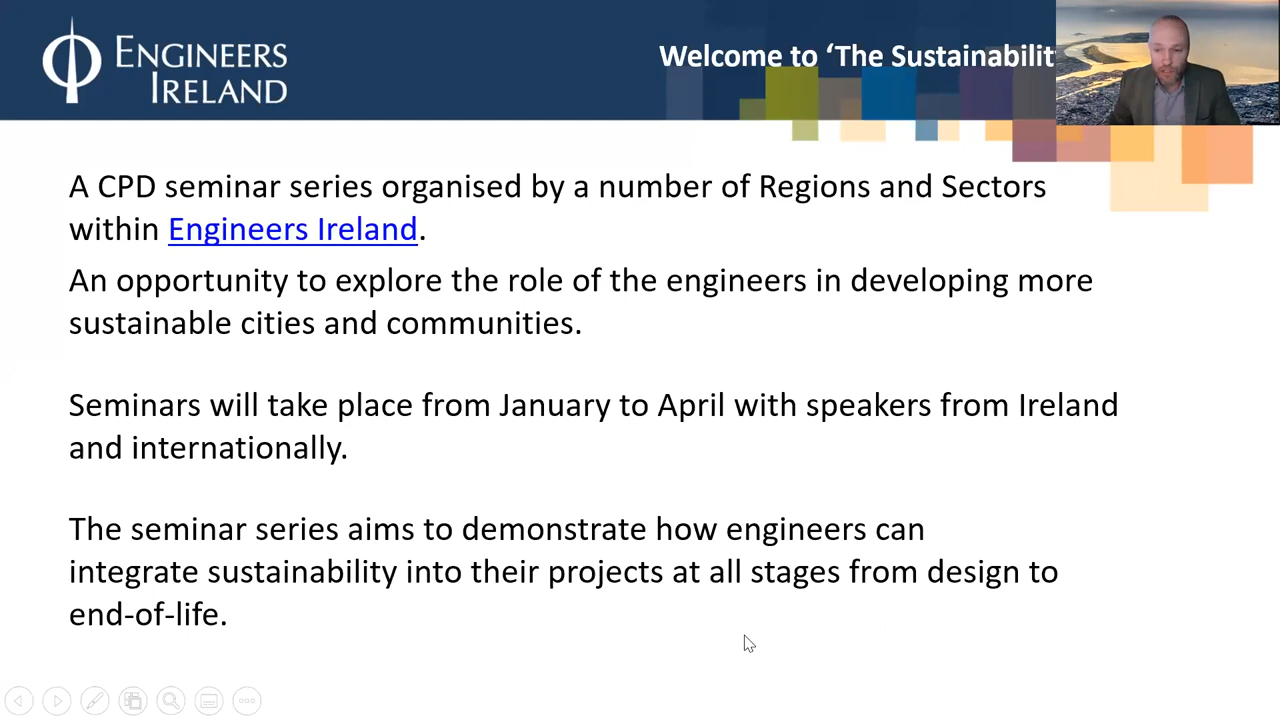 ENGINEERS
IRELAND
Welcome to ‘The Sustainabilit
A CPD seminar series organised by a number of Regions and Sectors
within Engineers Ireland.
An opportunity to explore the role of the engineers in developing more
sustainable cities and communities.
Seminars will take place from January to April with speakers from Ireland
and internationally.
The seminar series aims to demonstrate how engineers can
integrate sustainability into their projects at all stages from design to
end-of-life.